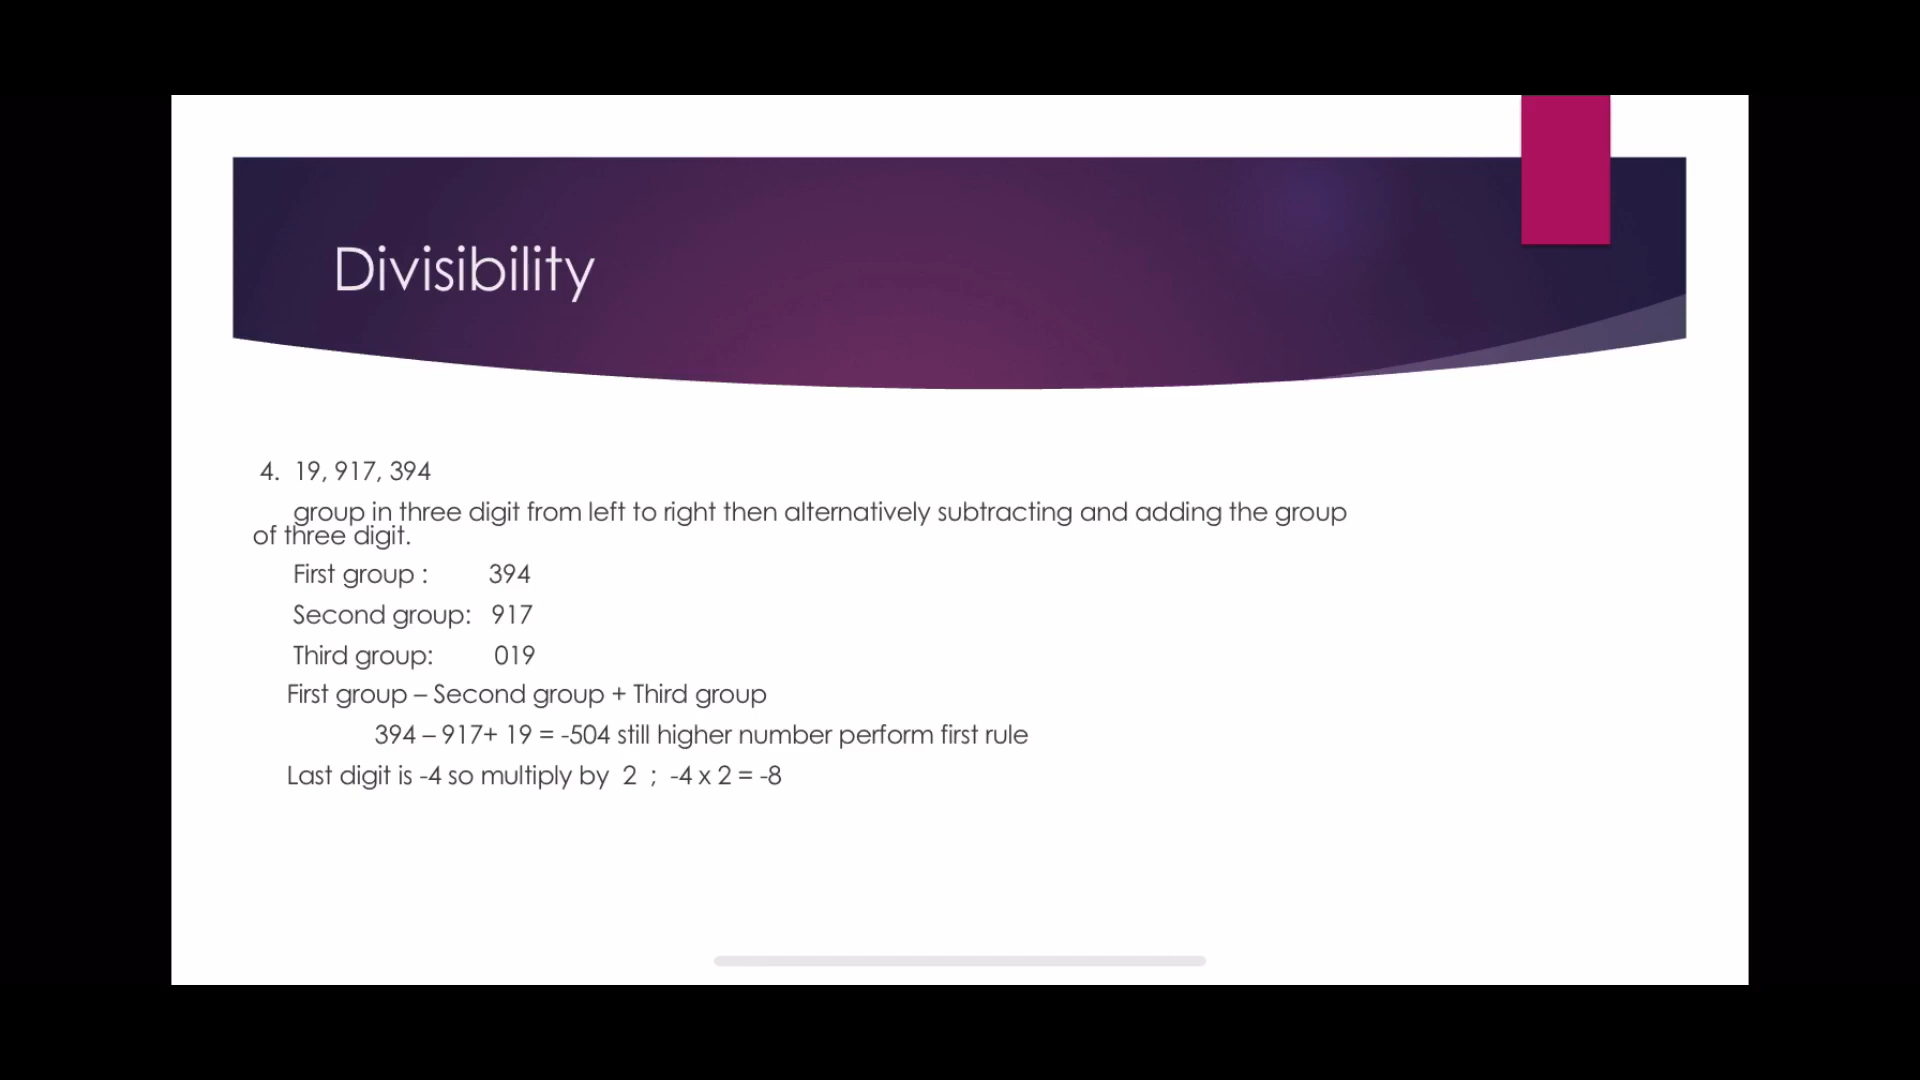 Divisibility
4. 19, 917, 394
group in three digit from left to right then alternatively subtracting and adding the group
of three digit.
First group : 394
Second group: 917
Third group: 019
First group – Second group + Third group
394 – 917+ 19 = -504 still higher number perform first rule
Last digit is -4 so multiply by 2 ; -4 x 2 = -8